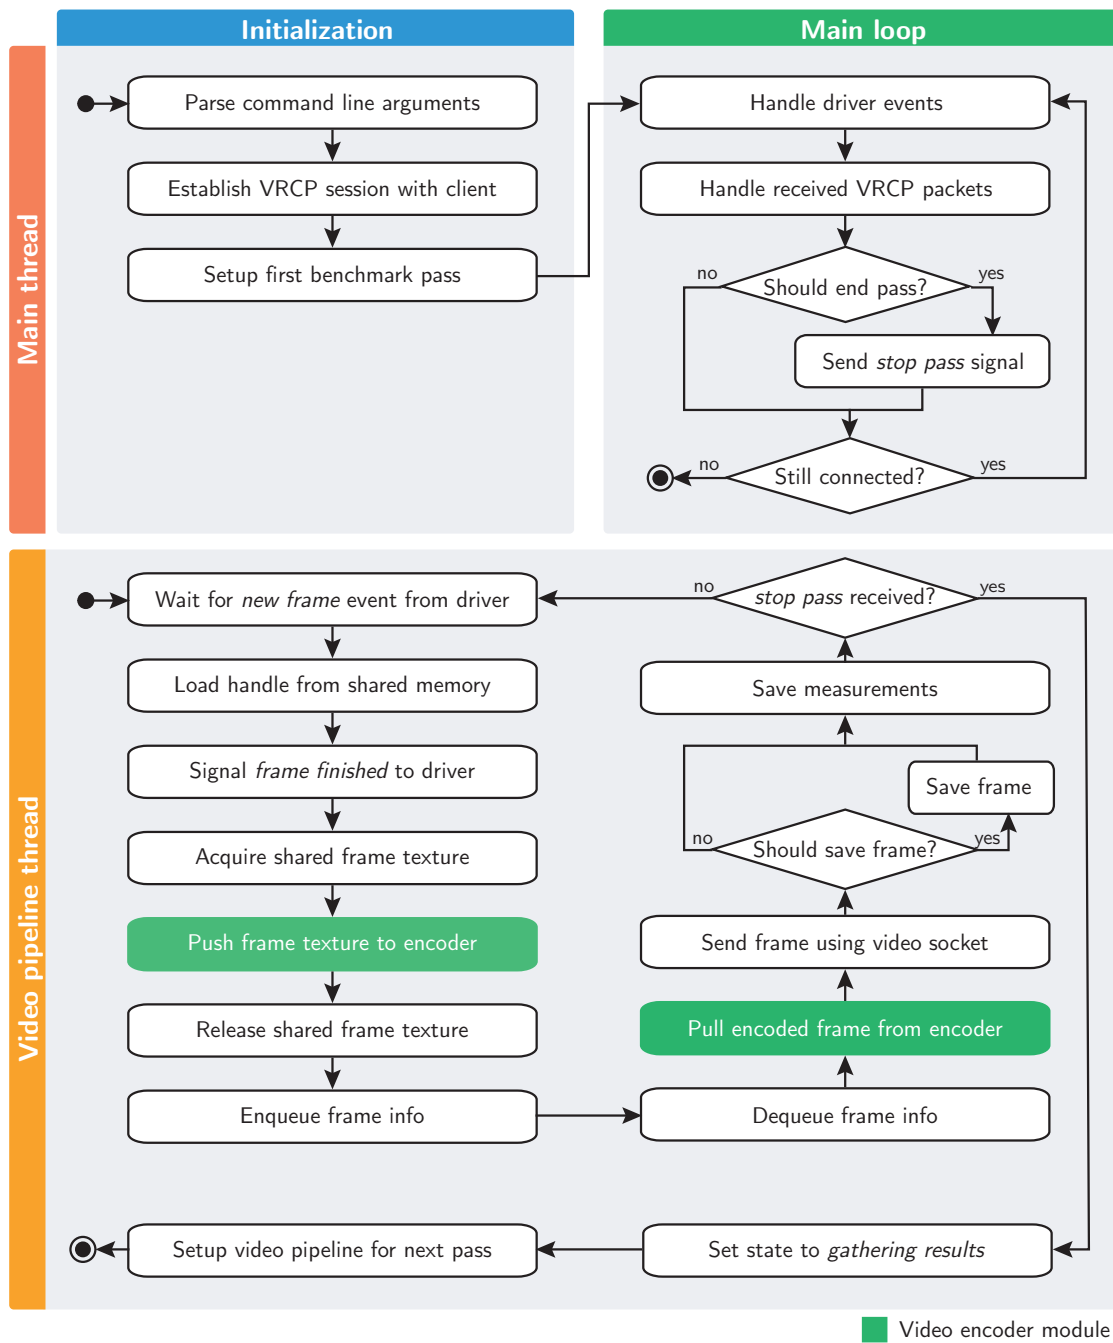 Initialization
Main loop
Main thread
Parse command line arguments
Establish VRCP session with client
Setup first benchmark pass
Handle driver events
Handle received VRCP packets
no
Should end pass?
yes
Send stop pass signal
no
Still connected?
yes
Video pipeline thread
Wait for new frame event from driver
Load handle from shared memory
Signal frame finished to driver
Acquire shared frame texture
Push frame texture to encoder
Release shared frame texture
Enqueue frame info
no
stop pass received?
yes
Save measurements
Save frame
no
Should save frame?
yes
Send frame using video socket
Pull encoded frame from encoder
Dequeue frame info
Setup video pipeline for next pass
Set state to gathering results
Video encoder module